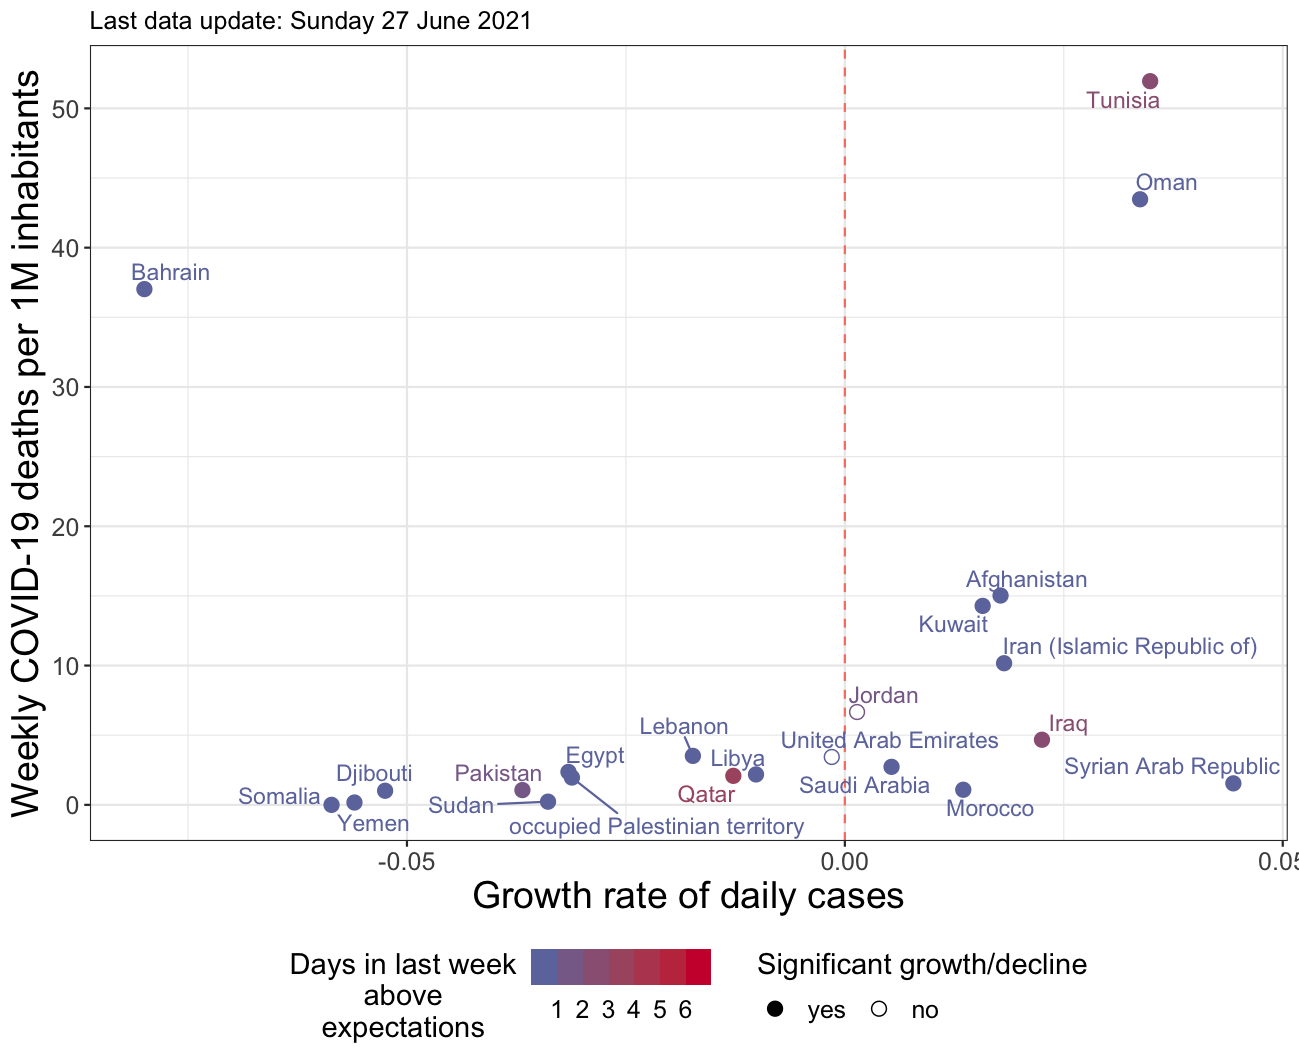 Last data update: Sunday 27 June 2021
Weekly COVID-19 deaths per 1M inhabitants
50
40
30
20
10
0
Tunisia
Oman
Bahrain
Afghanistan
Kuwait
Iran (Islamic Republic of)
Jordan
Iraq
Lebanon
United Arab Emirates
Egypt
Libya
Syrian Arab Republic
Djibouti
Pakistan
Saudi Arabia
Somalia
Qatar
Sudan
Morocco
Yemen
occupied Palestinian territory
-0.05
0.00
0.05
Growth rate of daily cases
Days in last week
above
expectations
1 2 3 4 5 6
Significant growth/decline
yes no